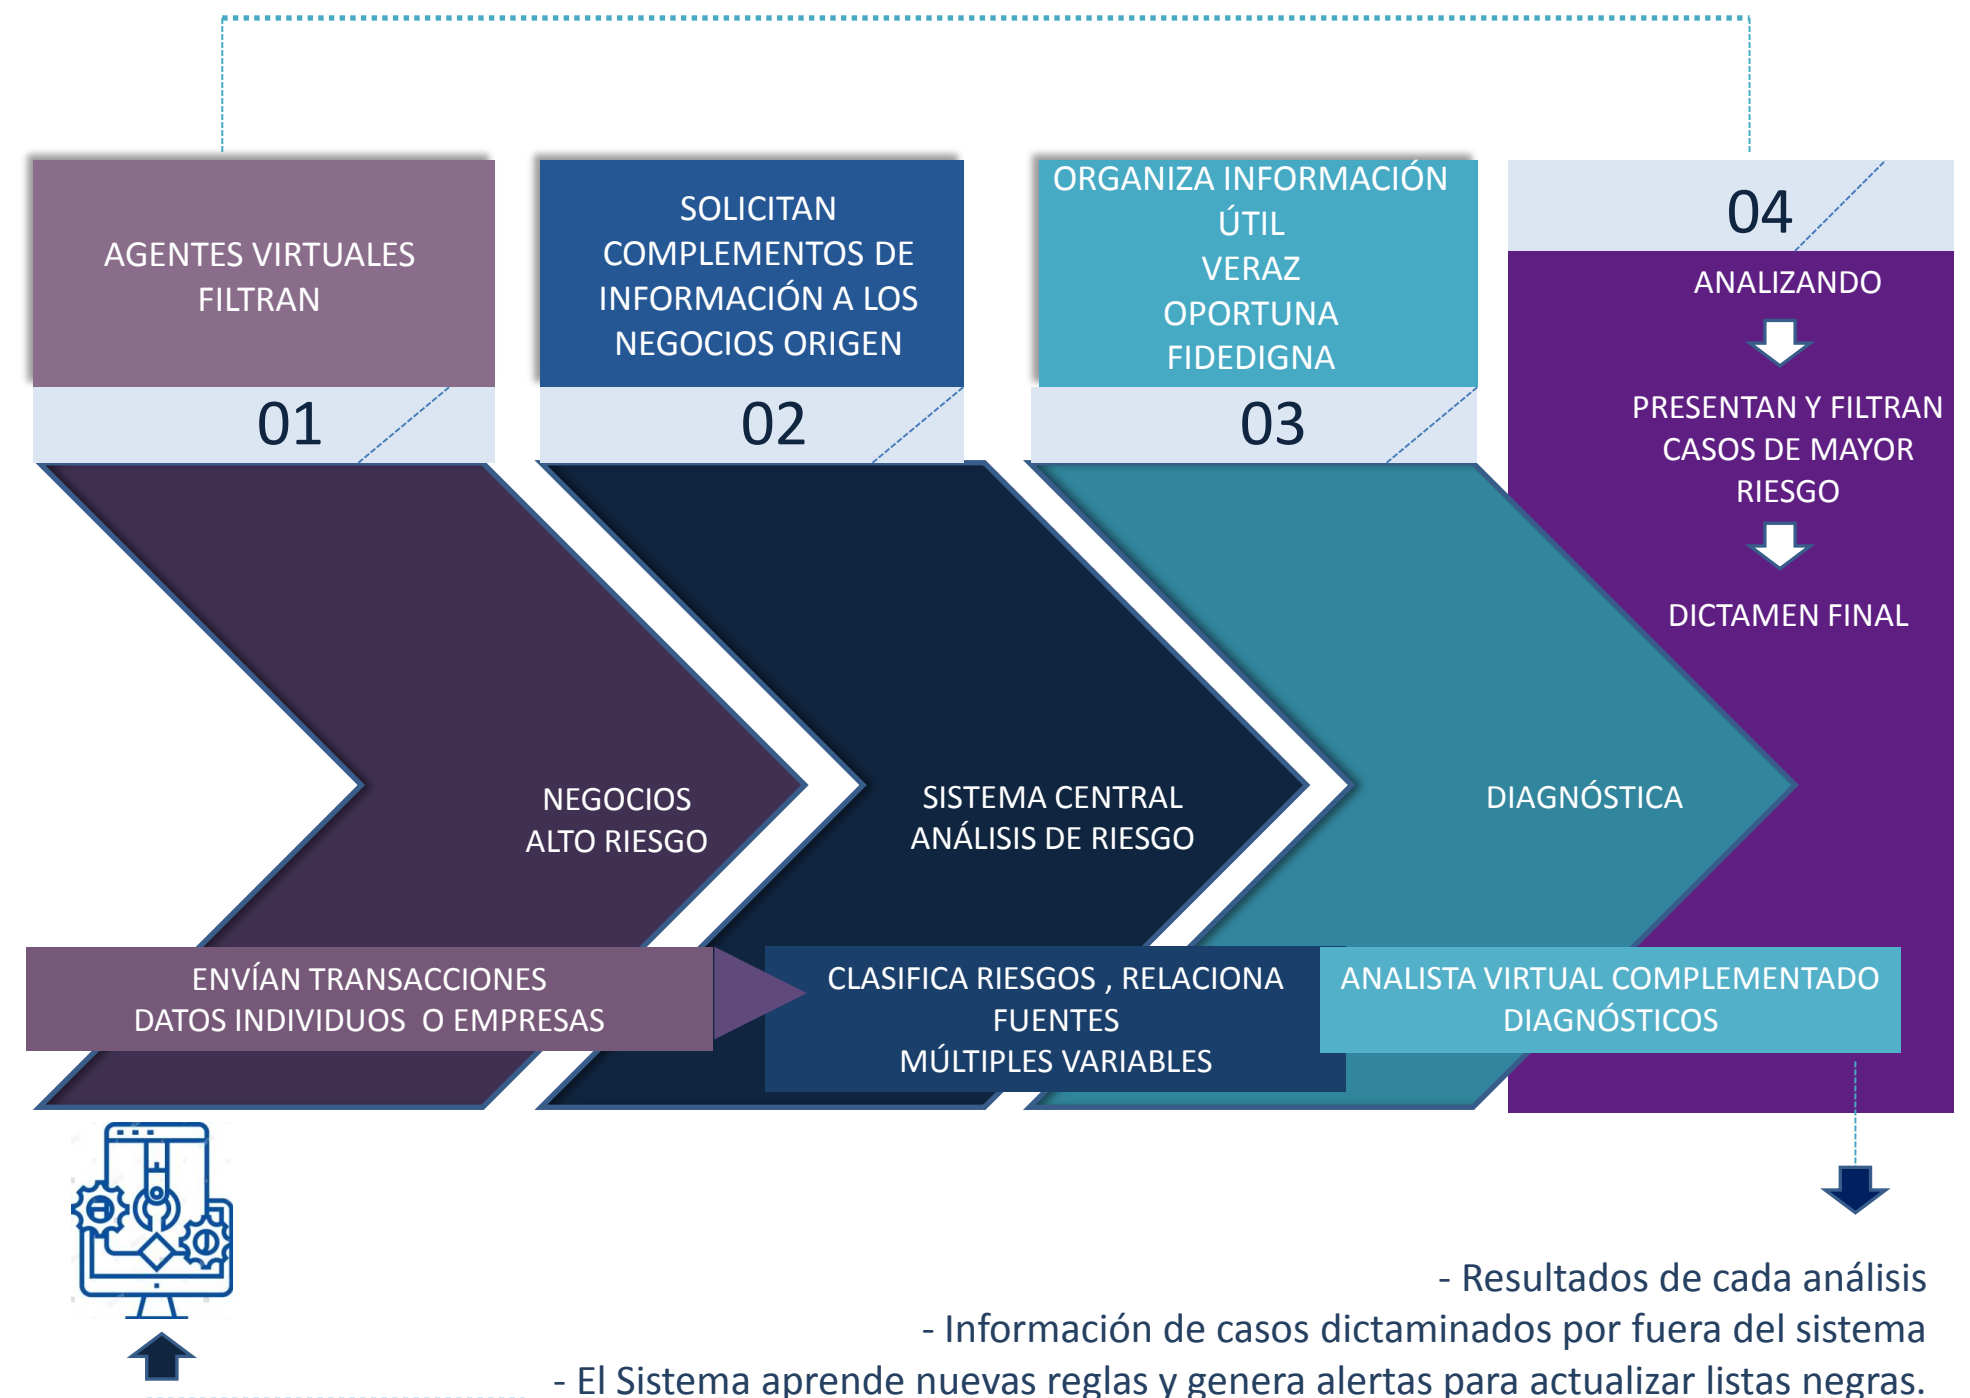 AGENTES VIRTUALES
FILTRAN
01
SOLICITAN
COMPLEMENTOS DE
INFORMACIÓN A LOS
NEGOCIOS ORIGEN
02
ORGANIZA INFORMACIÓN
ÚTIL
VERAZ
OPORTUNA
FIDEDIGNA
03
04
ANALIZANDO
PRESENTAN Y FILTRAN
CASOS DE MAYOR
RIESGO
DICTAMEN FINAL
NEGOCIOS
ALTO RIESGO
SISTEMA CENTRAL
ANÁLISIS DE RIESGO
DIAGNÓSTICA
ENVÍAN TRANSACCIONES
DATOS INDIVIDUOS O EMPRESAS
CLASIFICA RIESGOS , RELACIONA
FUENTES
MÚLTIPLES VARIABLES
ANALISTA VIRTUAL COMPLEMENTADO
DIAGNÓSTICOS
- Resultados de cada análisis
- Información de casos dictaminados por fuera del sistema
- El Sistema aprende nuevas reglas y genera alertas para actualizar listas negras.